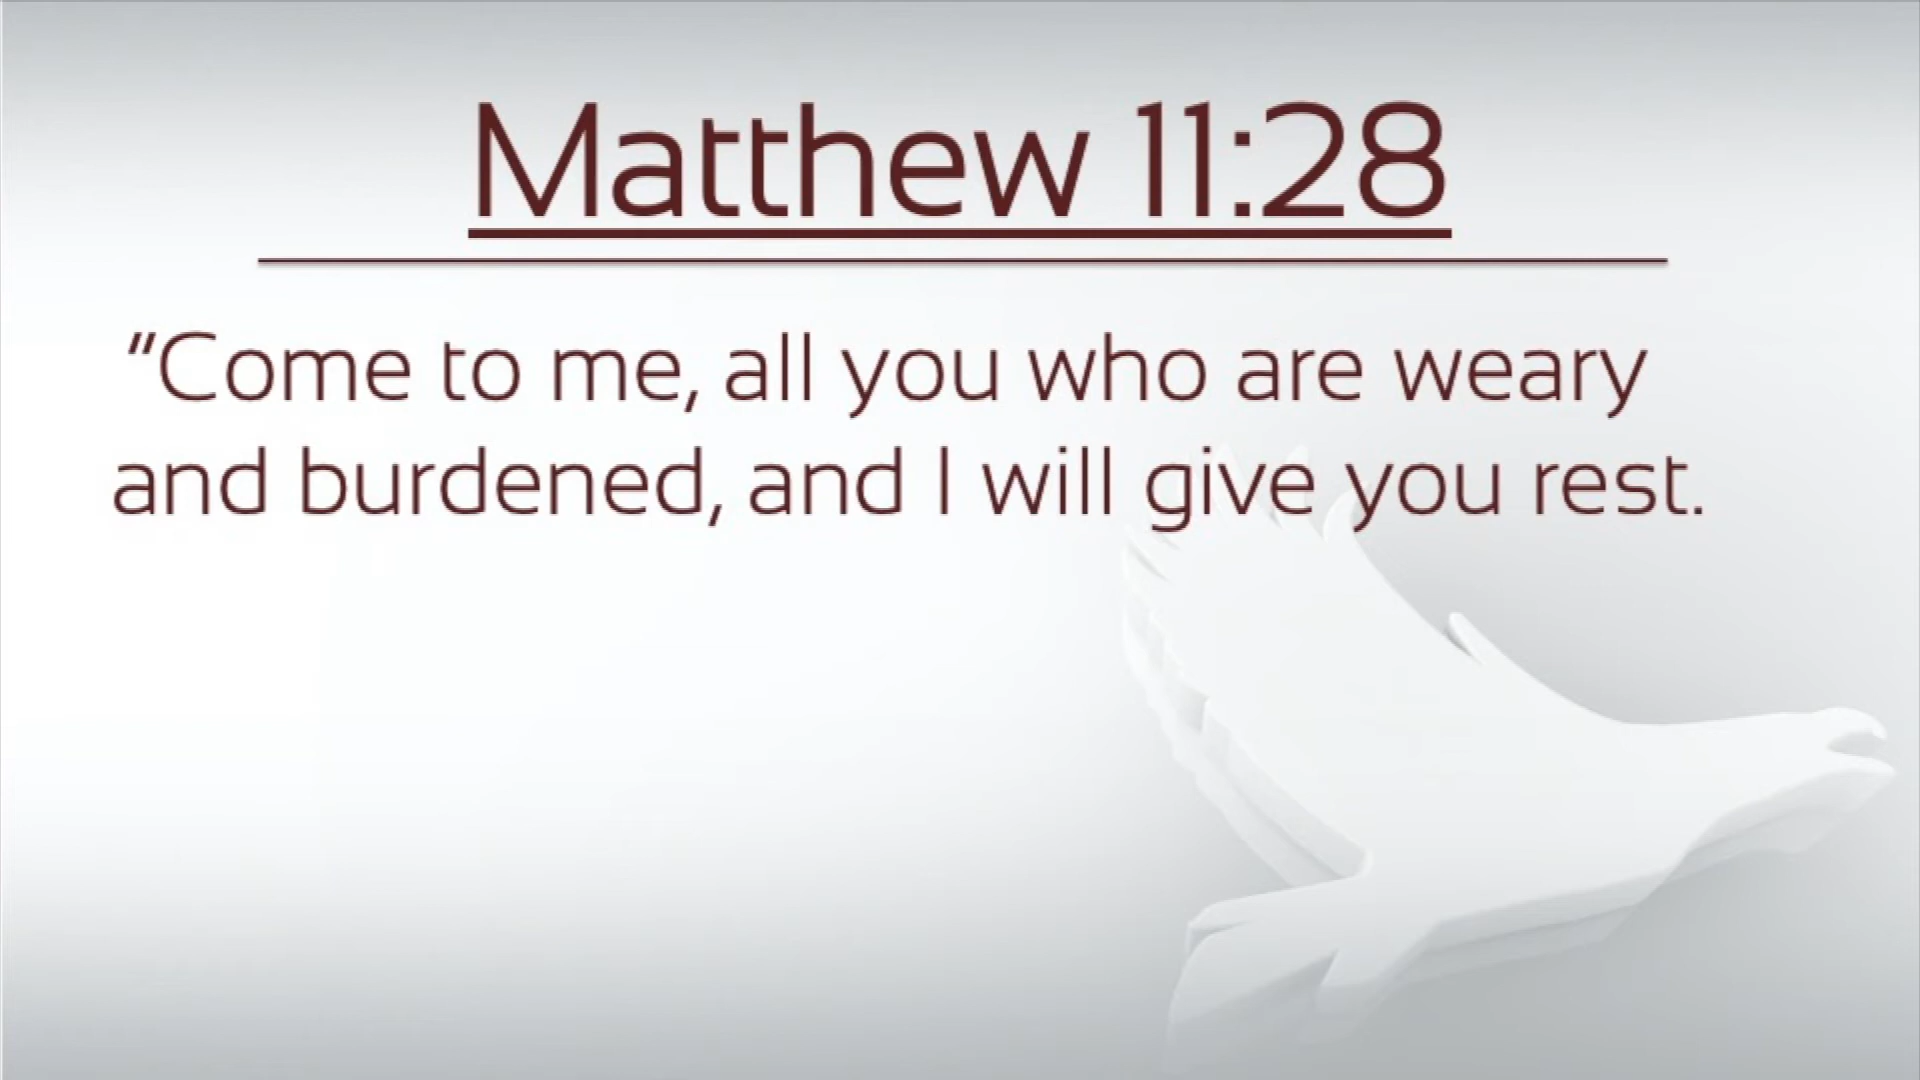 Matthew 11:28
"Come to me, all you who are weary
and burdened, and I will give you rest.